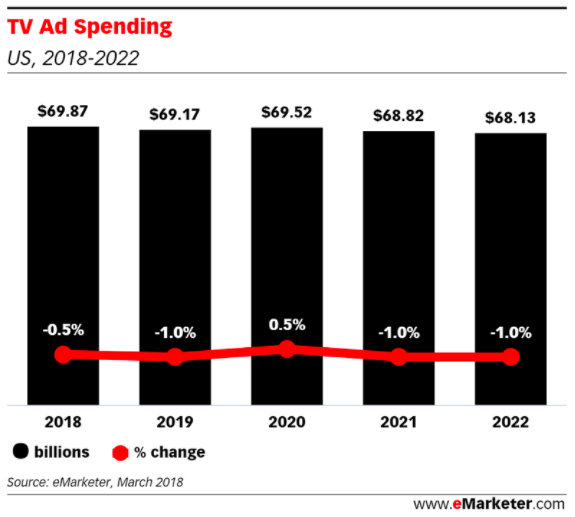 TV Ad Spending
US, 2018-2022
$69.87 $69.17 $69.52 $68.82 $68.13
-0.5% -1.0% 0.5% -1.0% -1.0%
2018 2019 2020 2021 2022
billions % change
Source: eMarketer, March 2018
www.eMarketer.com